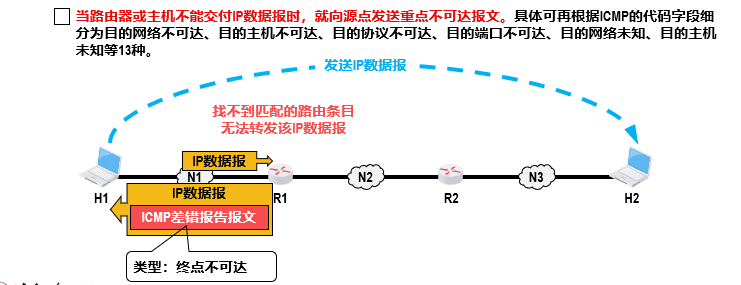 当路由器或主机不能交付IP数据报时，就向源点发送重点不可达报文。具体可再根据ICMP的代码字段细
分为目的网络不可达、目的主机不可达、目的协议不可达、目的端口不可达、目的网络未知、目的主机
未知等13种。
发送IP数据报
找不到匹配的路由条目
无法转发该IP数据报
IP数据报
N1
N2
N3
H1
R1
R2
H2
IP数据报
ICMP差错报告报文
类型：终点不可达